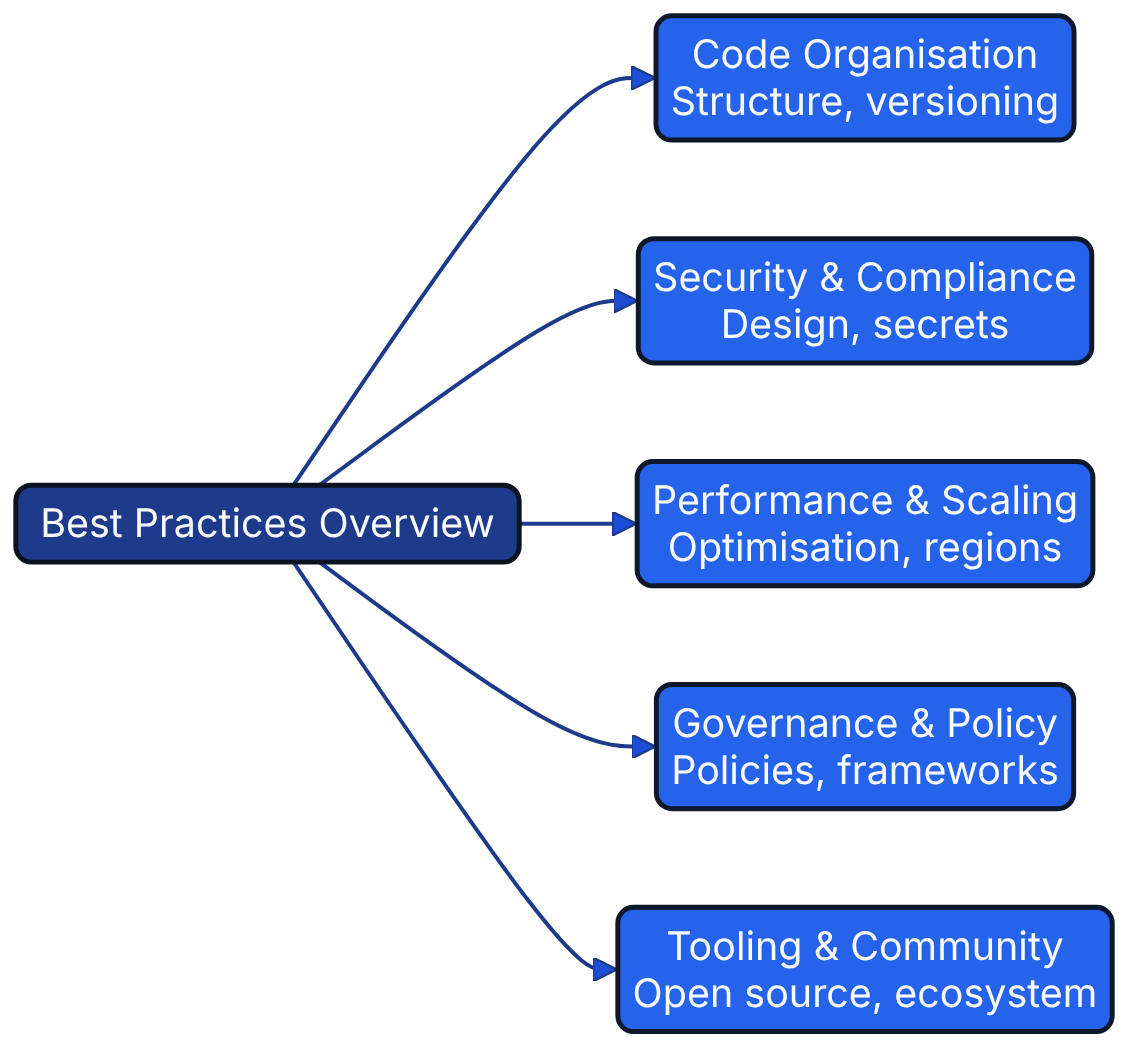 Code Organisation
Structure, versioning
Security & Compliance
Design, secrets
Best Practices Overview
Performance & Scaling
Optimisation, regions
Governance & Policy
Policies, frameworks
Tooling & Community
Open source, ecosystem